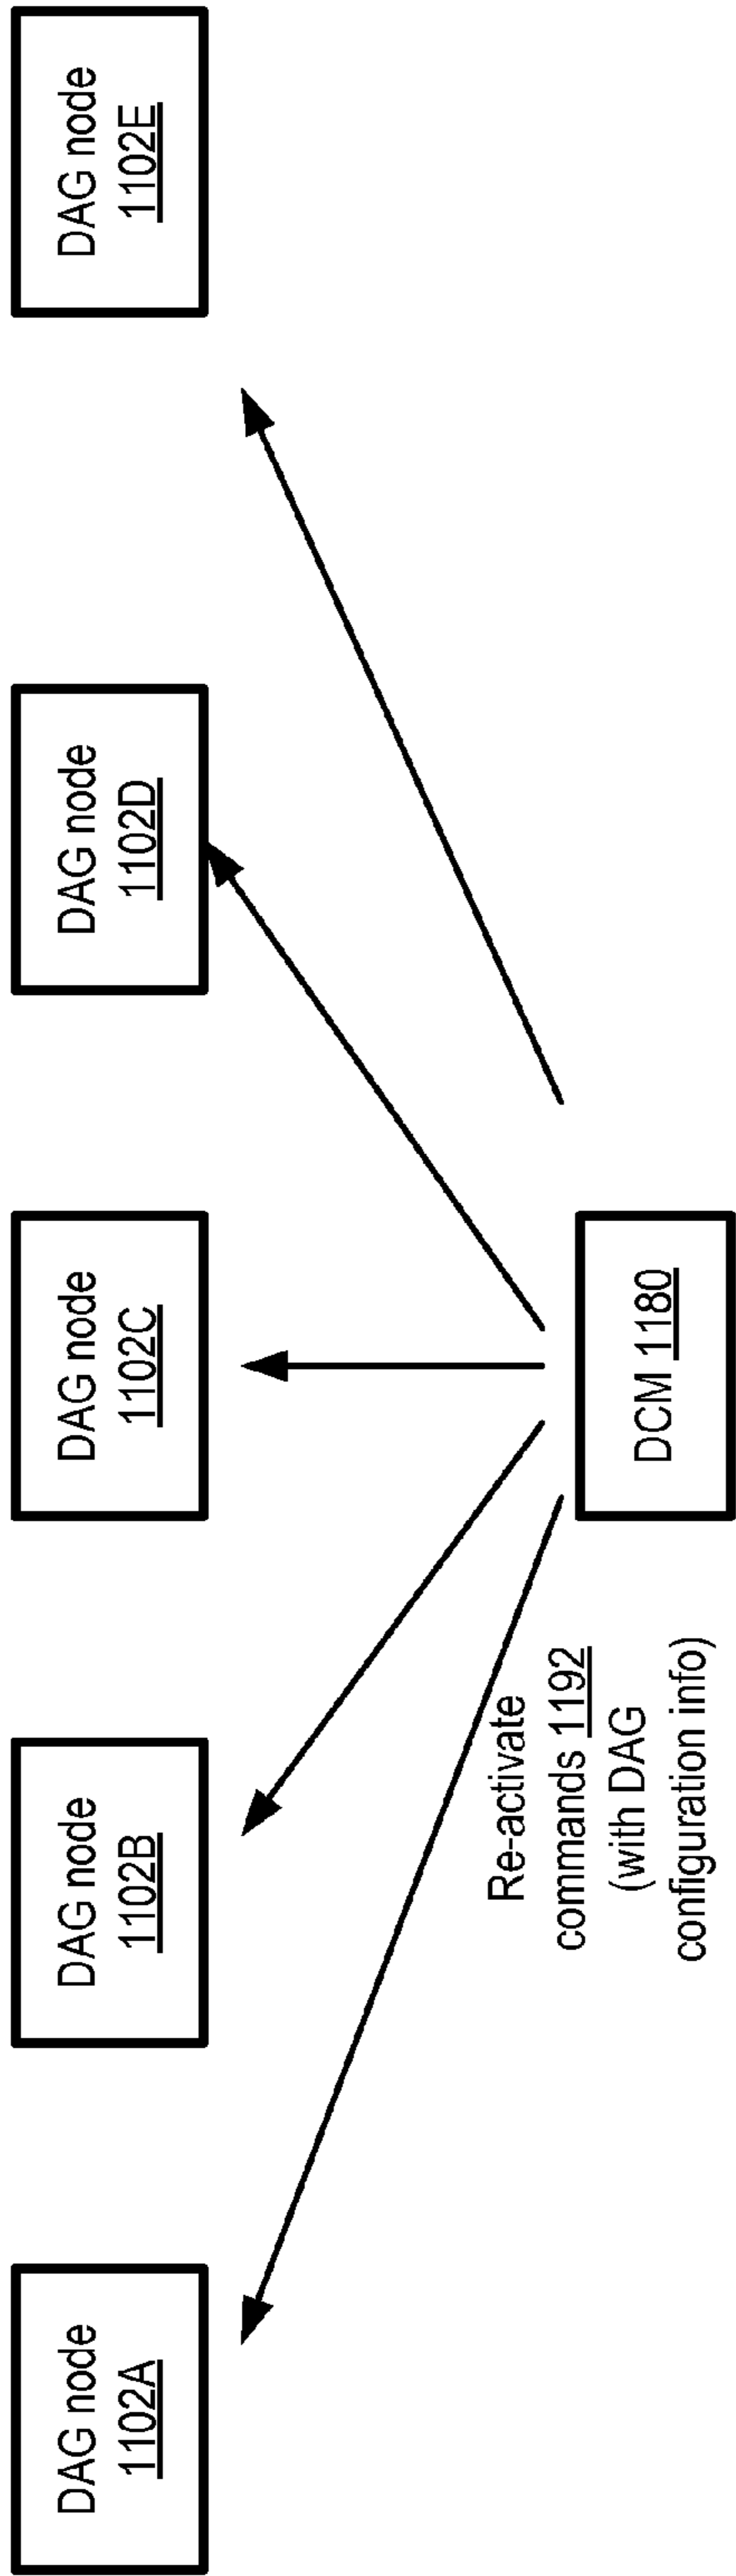 DAG node
1102A
DAG node
1102B
DAG node
1102C
DAG node
1102D
DAG node
1102E
Re-activate
commands 1192
(with DAG
configuration info)
DCM 1180